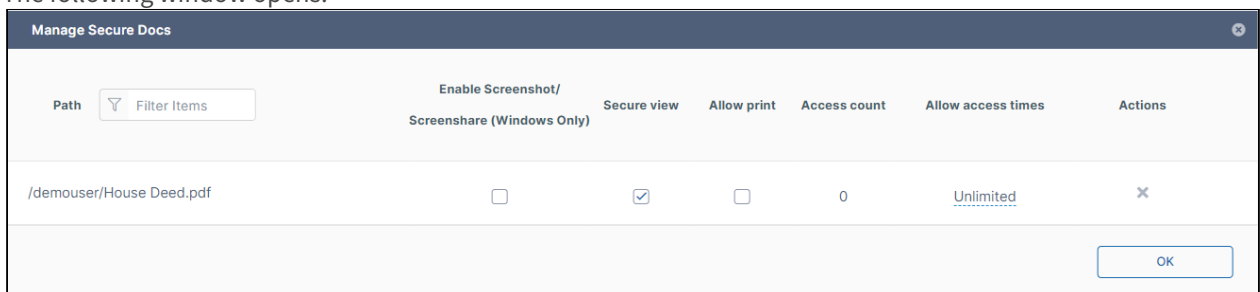 The following window opens:
Manage Secure Docs
Path Filter Items
Enable Screenshot/
Screenshare (Windows Only)
Secure view
Allow print
Access count
Allow access times
Actions
/demouser/House Deed.pdf
0
Unlimited
OK